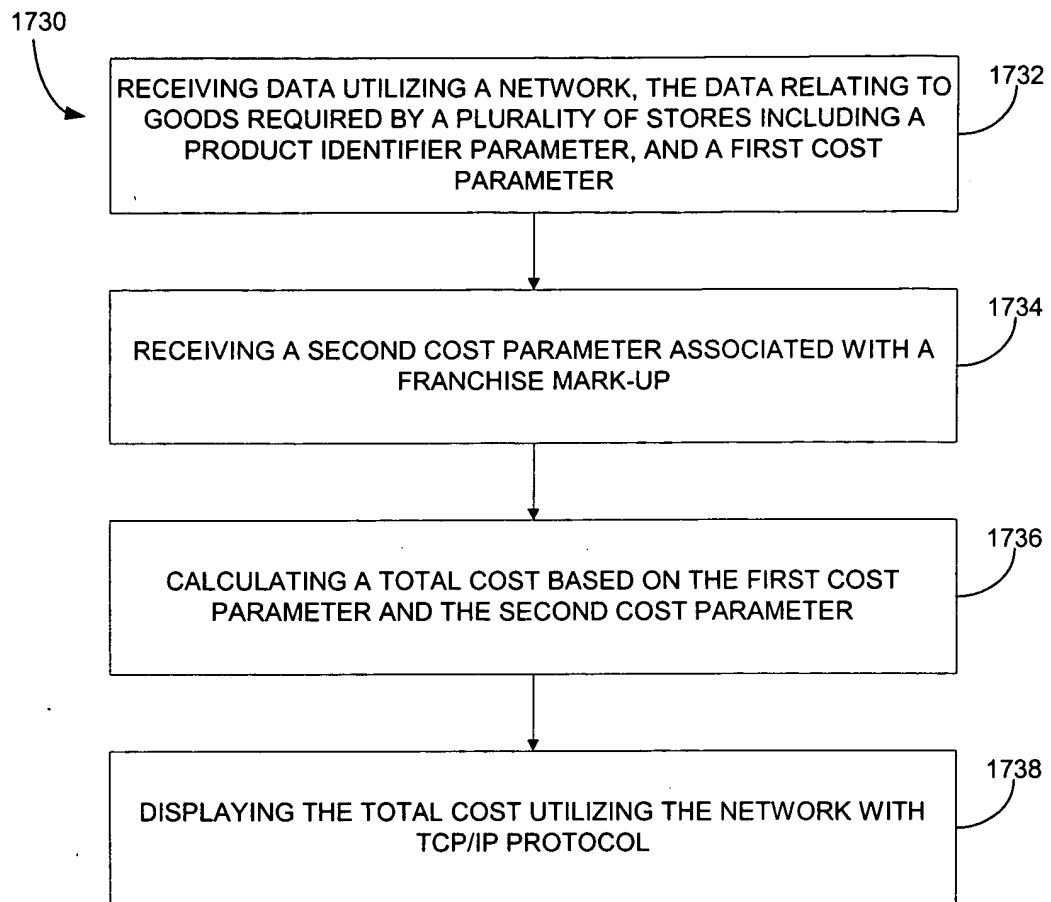 1730
1732
RECEIVING DATA UTILIZING A NETWORK, THE DATA RELATING TO
GOODS REQUIRED BY A PLURALITY OF STORES INCLUDING A
PRODUCT IDENTIFIER PARAMETER, AND A FIRST COST
PARAMETER
1734
RECEIVING A SECOND COST PARAMETER ASSOCIATED WITH A
FRANCHISE MARK-UP
1736
CALCULATING A TOTAL COST BASED ON THE FIRST COST
PARAMETER AND THE SECOND COST PARAMETER
1738
DISPLAYING THE TOTAL COST UTILIZING THE NETWORK WITH
TCP/IP PROTOCOL